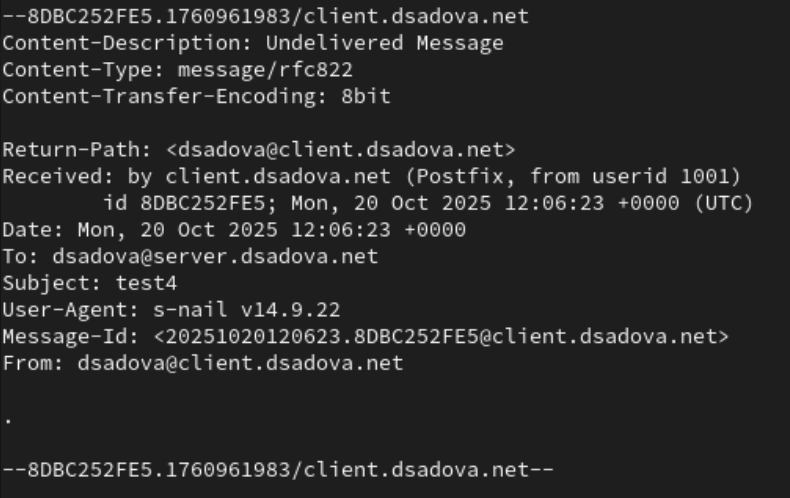 --8DBC252FE5.1760961983/client.dsadova.net
Content-Description: Undelivered Message
Content-Type: message/rfc822
Content-Transfer-Encoding: 8bit
Return-Path: <dsadova@client.dsadova.net>
Received: by client.dsadova.net (Postfix, from userid 1001)
        id 8DBC252FE5; Mon, 20 Oct 2025 12:06:23 +0000 (UTC)
Date: Mon, 20 Oct 2025 12:06:23 +0000
To: dsadova@server.dsadova.net
Subject: test4
User-Agent: s-nail v14.9.22
Message-Id: <20251020120623.8DBC252FE5@client.dsadova.net>
From: dsadova@client.dsadova.net
.
--8DBC252FE5.1760961983/client.dsadova.net--